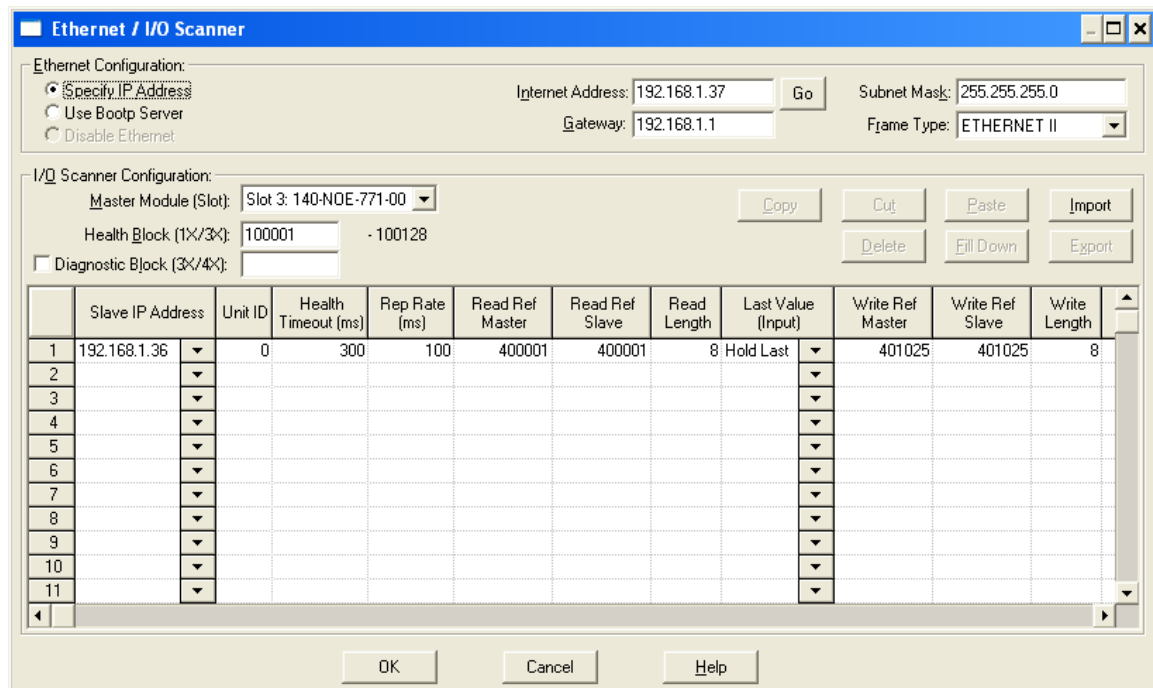 Ethernet / I/O Scanner
Ethernet Configuration:
Specify IP Address
Use Bootp Server
Disable Ethernet
Internet Address: 192.168.1.37 Go
Gateway: 192.168.1.1
Subnet Mask: 255.255.255.0
Frame Type: ETHERNET II
I/O Scanner Configuration:
Master Module (Slot): Slot 3: 140-NOE-771-00
Health Block (1X/3X): 100001 - 100128
Diagnostic Block (3X/4X):
Copy Cut Paste Import
Delete Fill Down Export
Slave IP Address Unit ID Health Timeout (ms) Rep Rate (ms) Read Ref Master Read Ref Slave Read Length Last Value (Input) Write Ref Master Write Ref Slave Write Length
1 192.168.1.36 0 300 100 400001 400001 8 Hold Last 401025 401025 8
2
3
4
5
6
7
8
9
10
11
OK Cancel Help